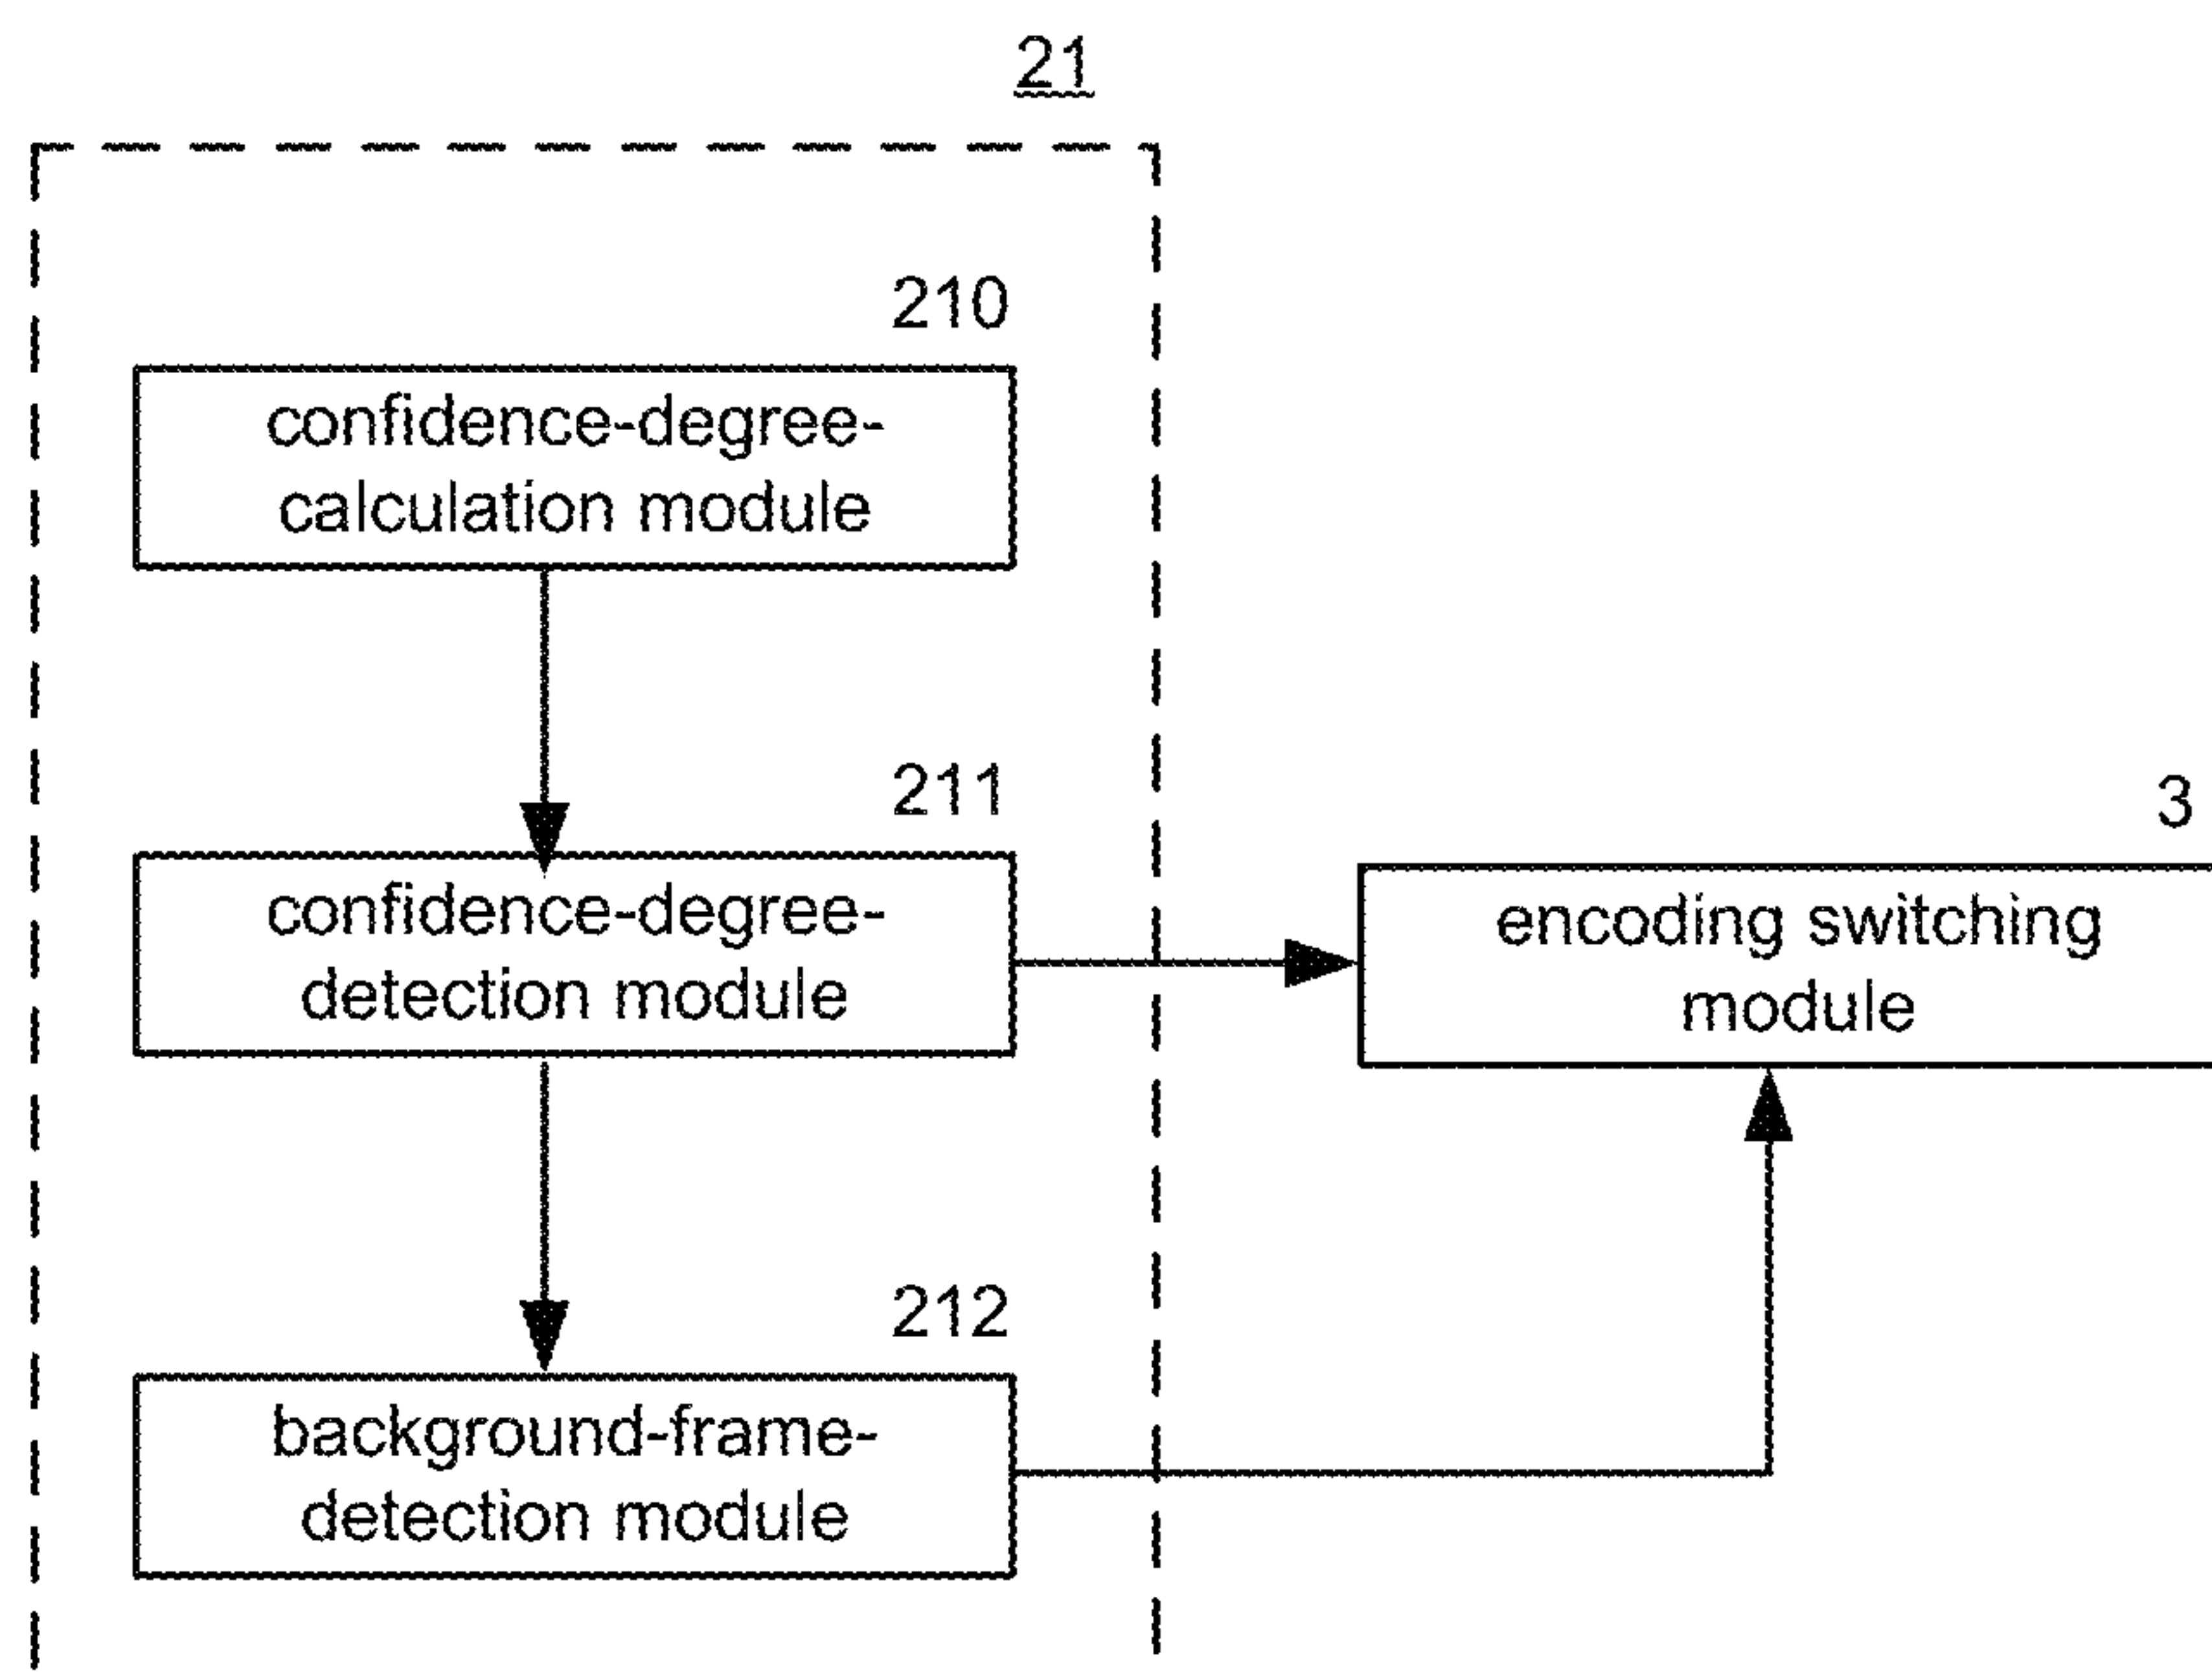 21
210
confidence-degree-
calculation module
211
confidence-degree-
detection module
3
encoding switching
module
212
background-frame-
detection module